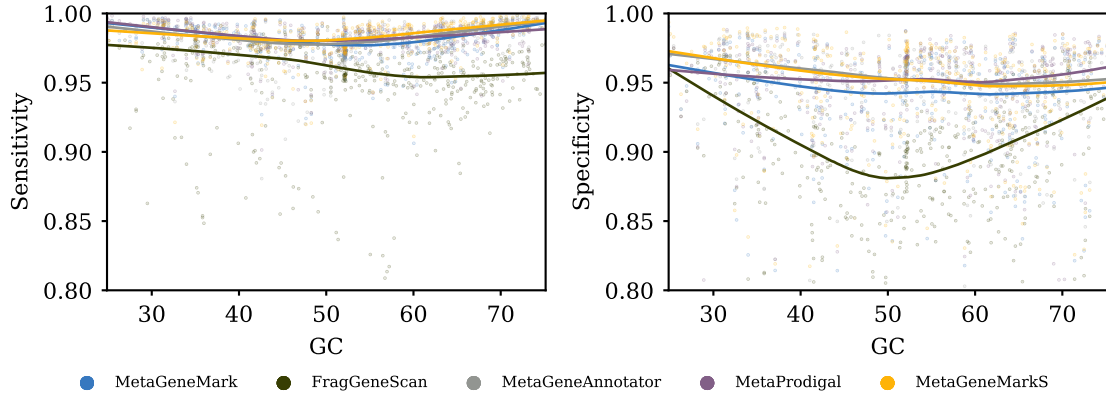 1.00
0.95
0.90
0.85
0.80
Sensitivity
30 40 50 60 70
GC
1.00
0.95
0.90
0.85
0.80
Specificity
30 40 50 60 70
GC
MetaGeneMark FragGeneScan MetaGeneAnnotator MetaProdigal MetaGeneMarkS